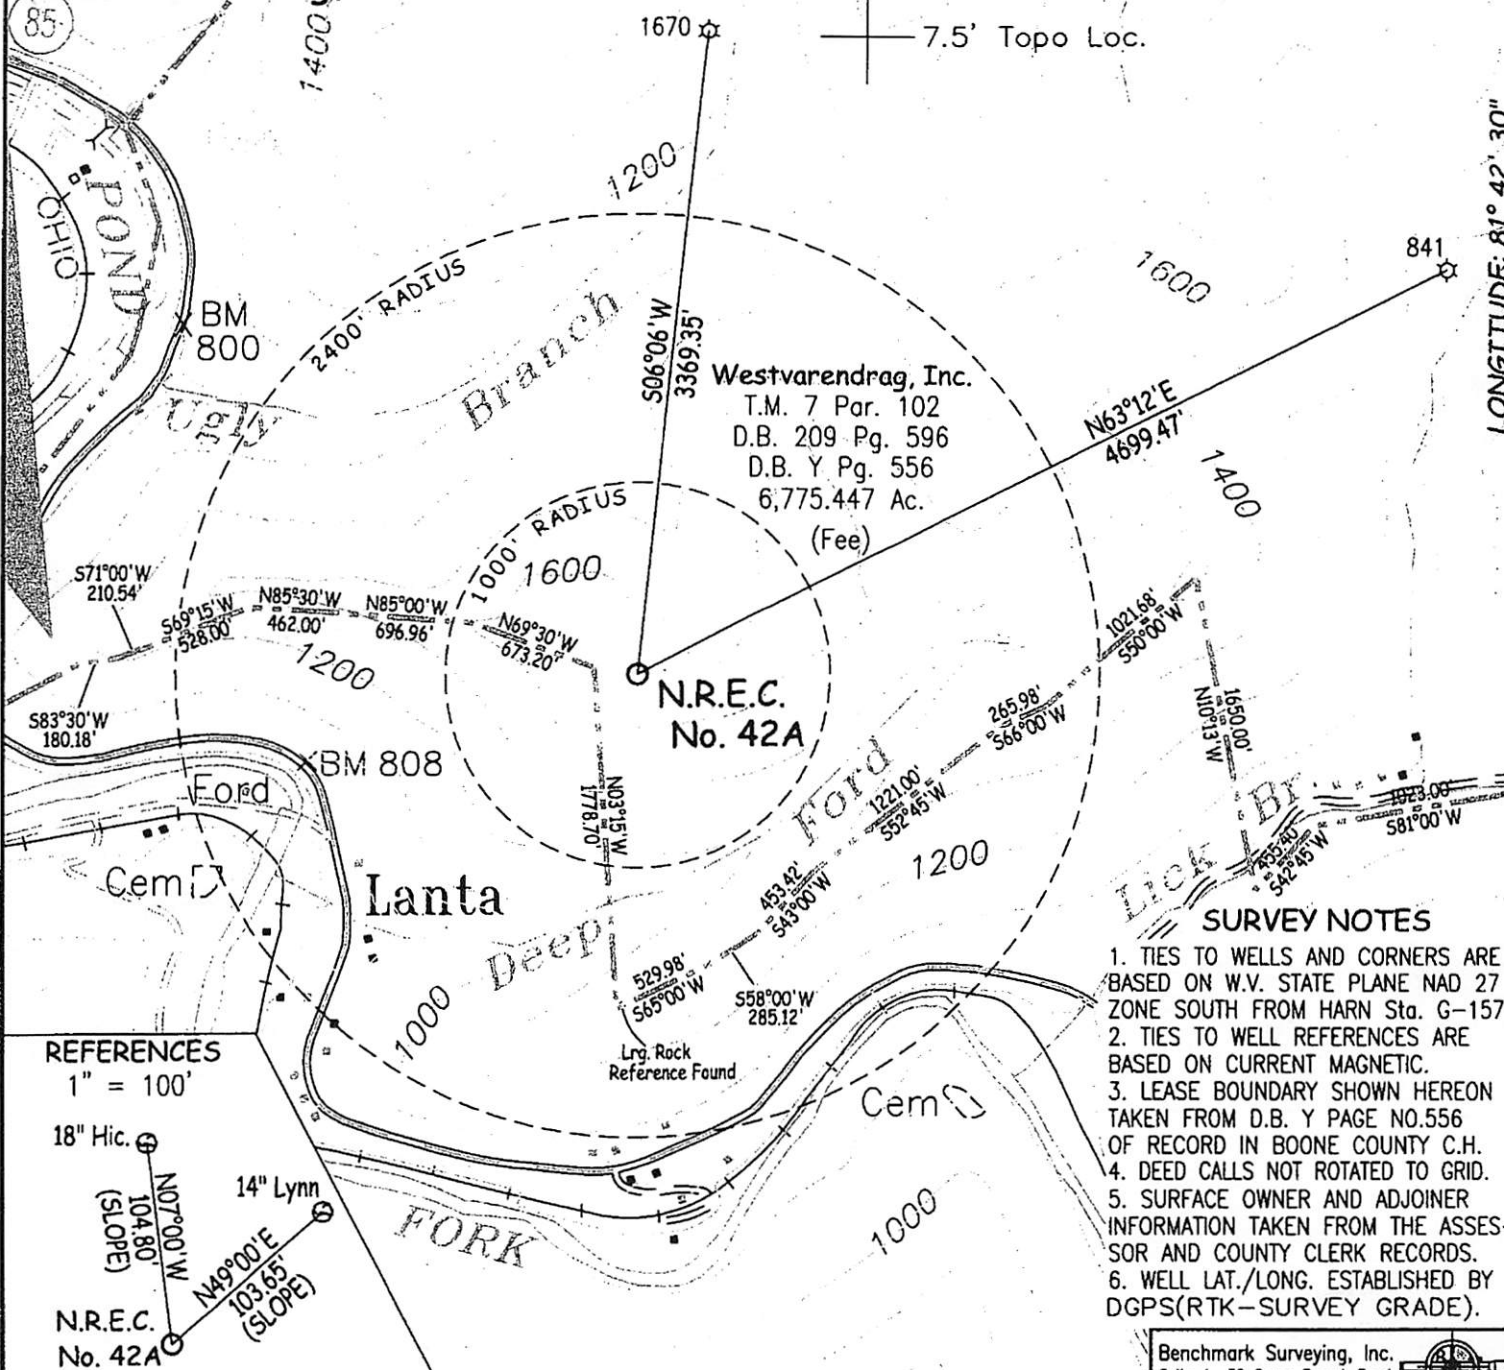 85
1400
1670
7.5' Topo Loc.
LONGITUDE: 81° 42' 30"
1200
POND
OHIO
BM
800
2400' RADIUS
Ugly
Branch
S06°06'W
3369.35'
1600
841
Westvarendrag, Inc.
T.M. 7 Par. 102
D.B. 209 Pg. 596
D.B. Y Pg. 556
6,775.447 Ac.
(Fee)
N63°12'E
4699.47'
1400
1000' RADIUS
1600
S71°00'W
210.54'
S69°15'W
528.00'
N85°30'W
462.00'
N85°00'W
696.96'
N69°30'W
673.20'
1200
S83°30'W
180.18'
N.R.E.C.
No. 42A
1021.68'
S50°00'W
265.98'
S66°00'W
1650.00'
N10°13'W
BM 808
Ford
N03°15'W
1778.70'
Ford
1221.00'
S52°45'W
Br.
1023.00'
S81°00'W
455.40'
S42°45'W
Cem
Lanta
453.42'
S43°00'W
1200
Lick
Deep
529.98'
S65°00'W
S58°00'W
285.12'
1000
Lrg. Rock
Reference Found
Cem
FORK
1000
REFERENCES
1" = 100'
18" Hic.
N07°00'W
104.80'
(SLOPE)
14" Lynn
N49°00'E
103.65'
(SLOPE)
N.R.E.C.
No. 42A
SURVEY NOTES
1. TIES TO WELLS AND CORNERS ARE
BASED ON W.V. STATE PLANE NAD 27
ZONE SOUTH FROM HARN Sta. G-157
2. TIES TO WELL REFERENCES ARE
BASED ON CURRENT MAGNETIC.
3. LEASE BOUNDARY SHOWN HEREON
TAKEN FROM D.B. Y PAGE NO.556
OF RECORD IN BOONE COUNTY C.H.
4. DEED CALLS NOT ROTATED TO GRID.
5. SURFACE OWNER AND ADJOINER
INFORMATION TAKEN FROM THE ASSES-
SOR AND COUNTY CLERK RECORDS.
6. WELL LAT./LONG. ESTABLISHED BY
DGPS(RTK-SURVEY GRADE).
Benchmark Surveying, Inc.